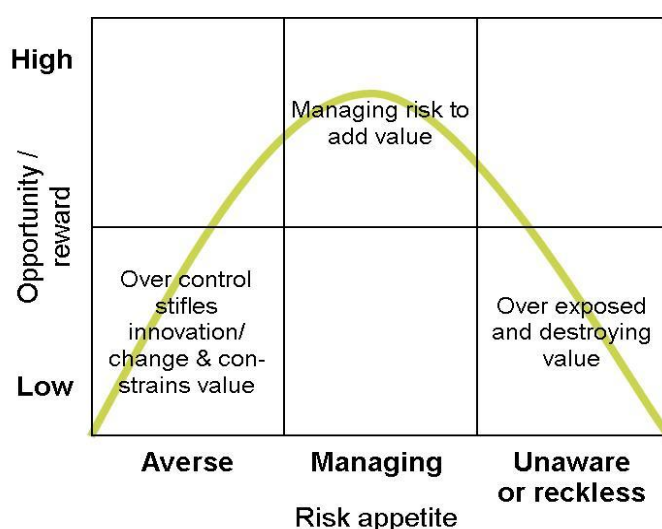 High
Managing risk to
add value
Opportunity /
reward
Over control
stifles
innovation/
change & con-
strains value
Over exposed
and destroying
value
Low
Averse
Managing
Unaware
or reckless
Risk appetite